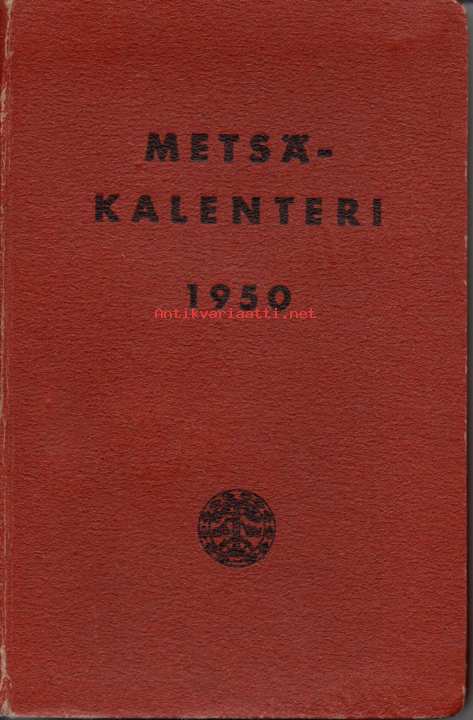 METSÄ-
KALENTERI
1950
Antikvariaatti.net